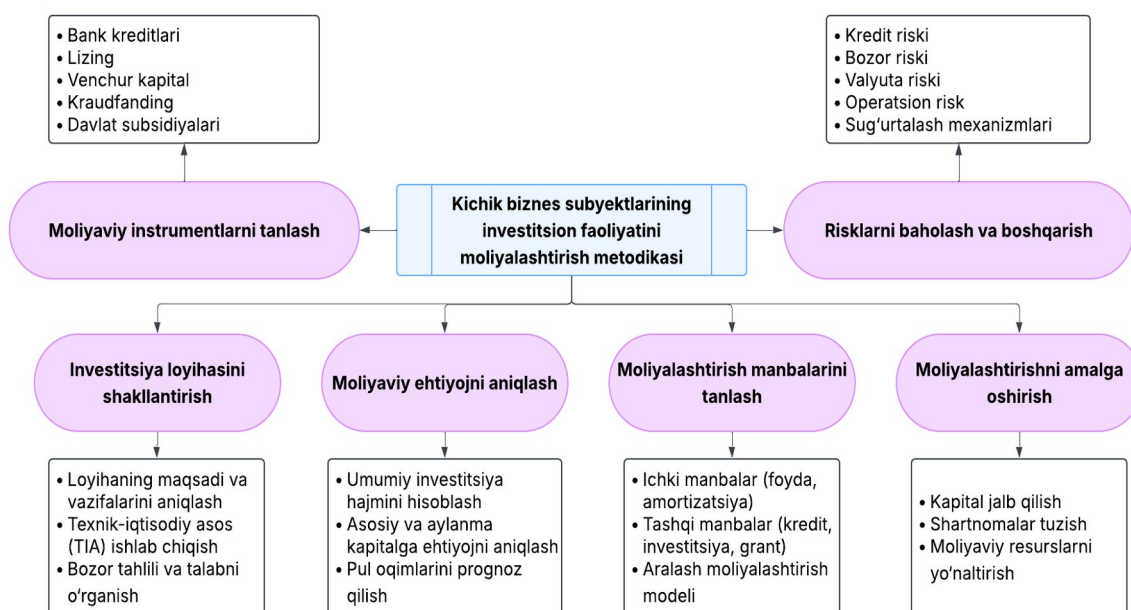 • Bank kreditlari
• Lizing
• Venchur kapital
• Kraudfanding
• Davlat subsidiyalari
• Kredit riski
• Bozor riski
• Valyuta riski
• Operatsion risk
• Sug‘urtalash mexanizmlari
Moliyaviy instrumentlarni tanlash
Kichik biznes subyektlarining
investitsion faoliyatini
moliyalashtirish metodikasi
Risklarni baholash va boshqarish
Investitsiya loyihasini
shakllantirish
Moliyaviy ehtiyojni aniqlash
Moliyalashtirish manbalarini
tanlash
Moliyalashtirishni amalga
oshirish
• Loyihaning maqsadi va
vazifalarini aniqlash
• Texnik-iqtisodiy asos
(TIA) ishlab chiqish
• Bozor tahlili va talabni
o‘rganish
• Umumiy investitsiya
hajmini hisoblash
• Asosiy va aylanma
kapitalga ehtiyojni aniqlash
• Pul oqimlarini prognoz
qilish
• Ichki manbalar (foyda,
amortizatsiya)
• Tashqi manbalar (kredit,
investitsiya, grant)
• Aralash moliyalashtirish
modeli
• Kapital jalb qilish
• Shartnomalar tuzish
• Moliyaviy resurslarni
yo‘naltirish